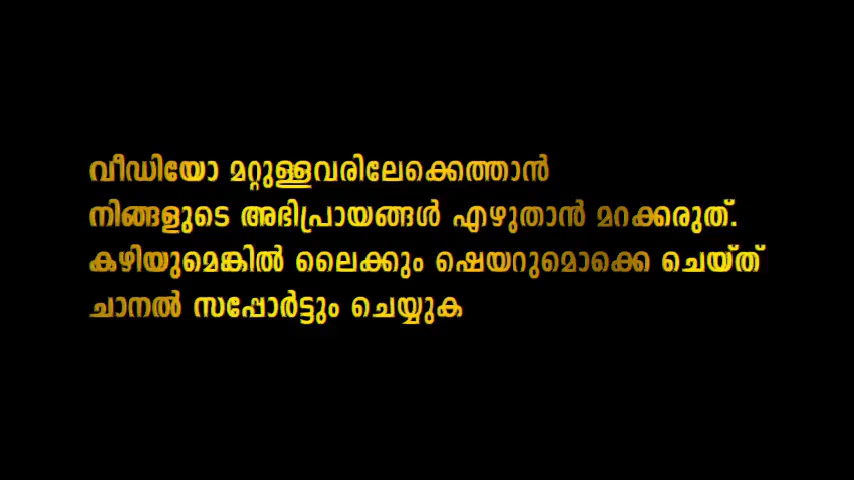 വീഡിയോ മറ്റുള്ളവരിലേക്കെത്താൻ
നിങ്ങളുടെ അഭിപ്രായങ്ങൾ എഴുതാൻ മറക്കരുത്.
കഴിയുമെങ്കിൽ ലൈക്കും ഷെയറുമൊക്കെ ചെയ്ത്
ചാനൽ സപ്പോർട്ടും ചെയ്യുക